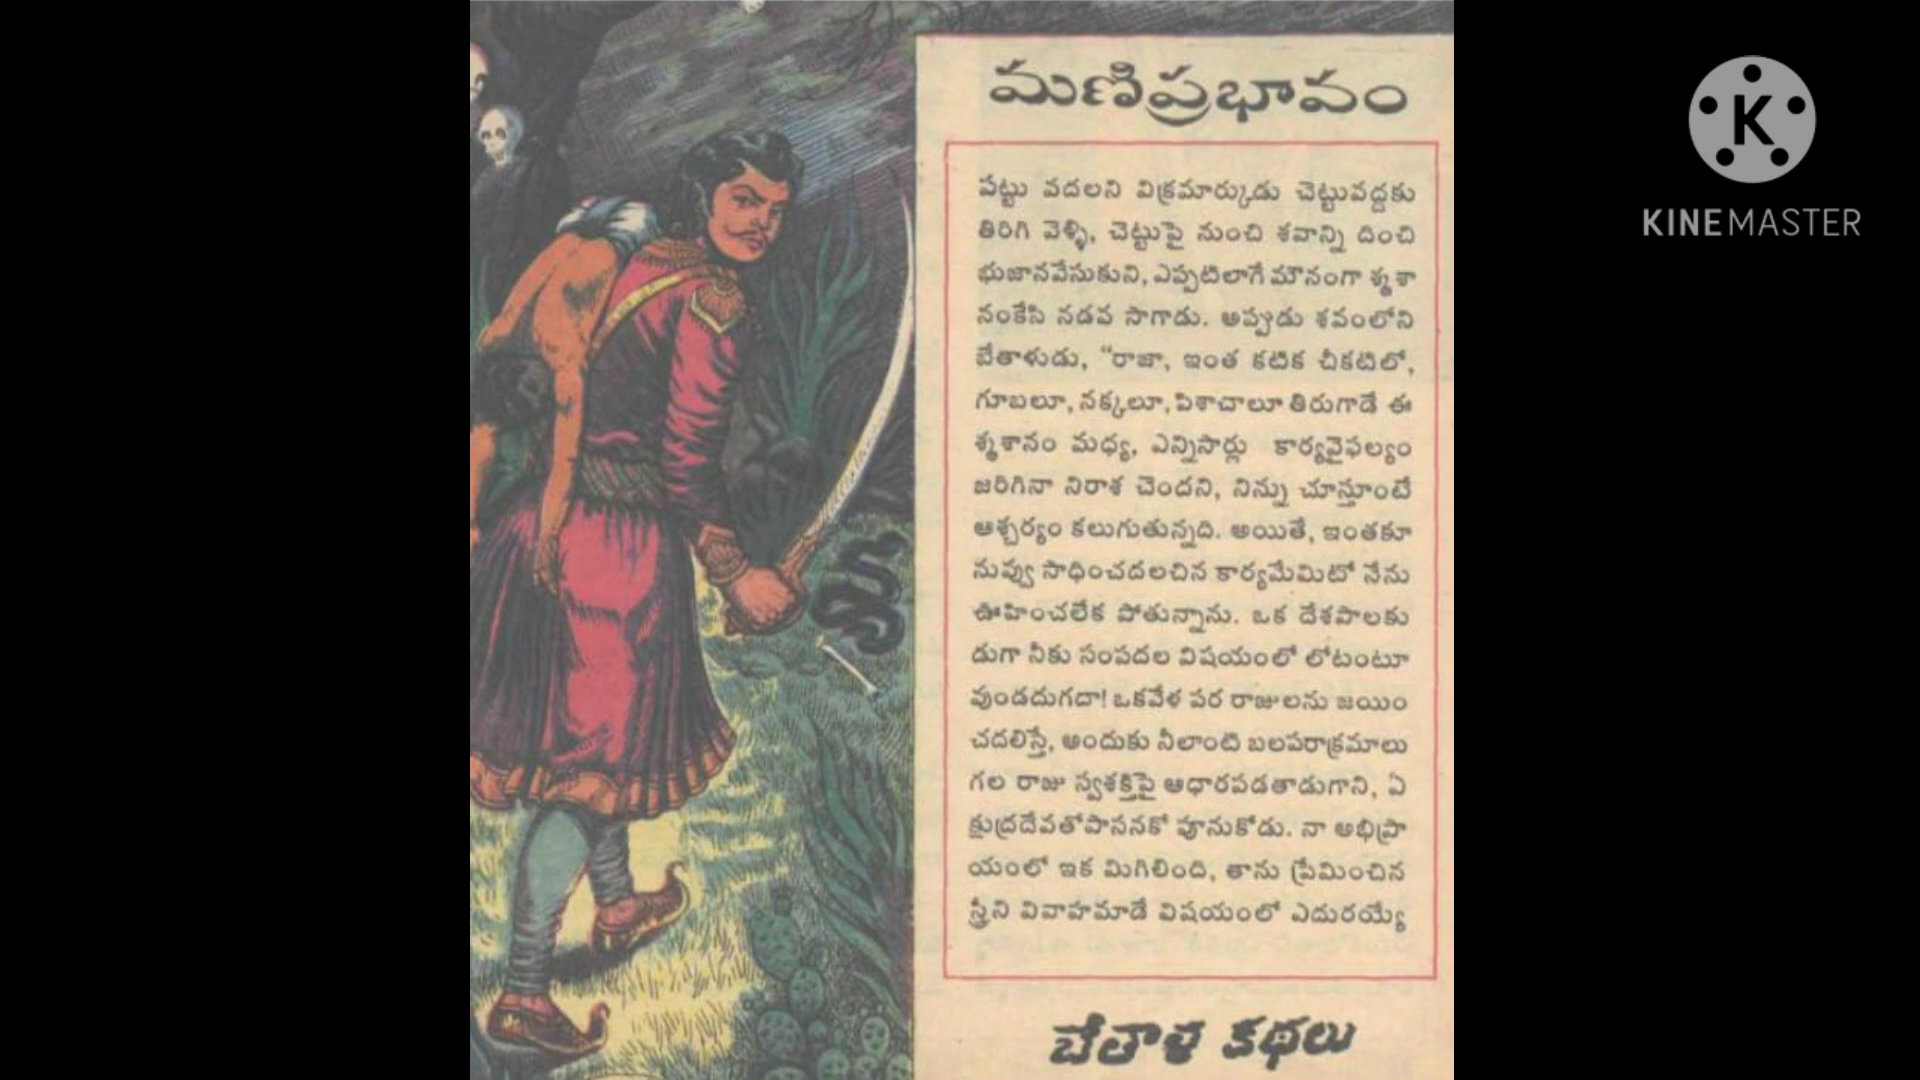 మణిప్రభావం
పట్టు వదలని విక్రమార్కుడు చెట్టువద్దకు
తిరిగి వెళ్ళి, చెట్టుపై నుంచి శవాన్ని దించి
భుజానవేసుకుని, ఎప్పటిలాగే మౌనంగా శ్మశా
నంకేసి నడవ సాగాడు. అప్పుడు శవంలోని
బేతాళుడు, “రాజా, ఇంత కటిక చీకటిలో,
గూబలూ, నక్కలూ, పిశాచాలూ తిరుగాడే ఈ
శ్మశానం మధ్య, ఎన్నిసార్లు కార్యవైఫల్యం
జరిగినా నిరాశ చెందని, నిన్ను చూస్తూంటే
ఆశ్చర్యం కలుగుతున్నది. అయితే, ఇంతకూ
నువ్వు సాధించదలచిన కార్యమేమిటో నేను
ఊహించలేక పోతున్నాను. ఒక దేశపాలకు
డుగా నీకు సంపదల విషయంలో లోటంటూ
వుండదుగదా! ఒకవేళ పర రాజులను జయిం
చదలిస్తే, అందుకు నీలాంటి బలపరాక్రమాలు
గల రాజు స్వశక్తిపై ఆధారపడతాడుగాని, ఏ
క్షుద్రదేవతోపాసనకో పూనుకోడు. నా అభిప్రా
యంలో ఇక మిగిలింది, తాను ప్రేమించిన
స్త్రీని వివాహమాడే విషయంలో ఎదురయ్యే
బేతాళ కథలు
K
KINEMASTER